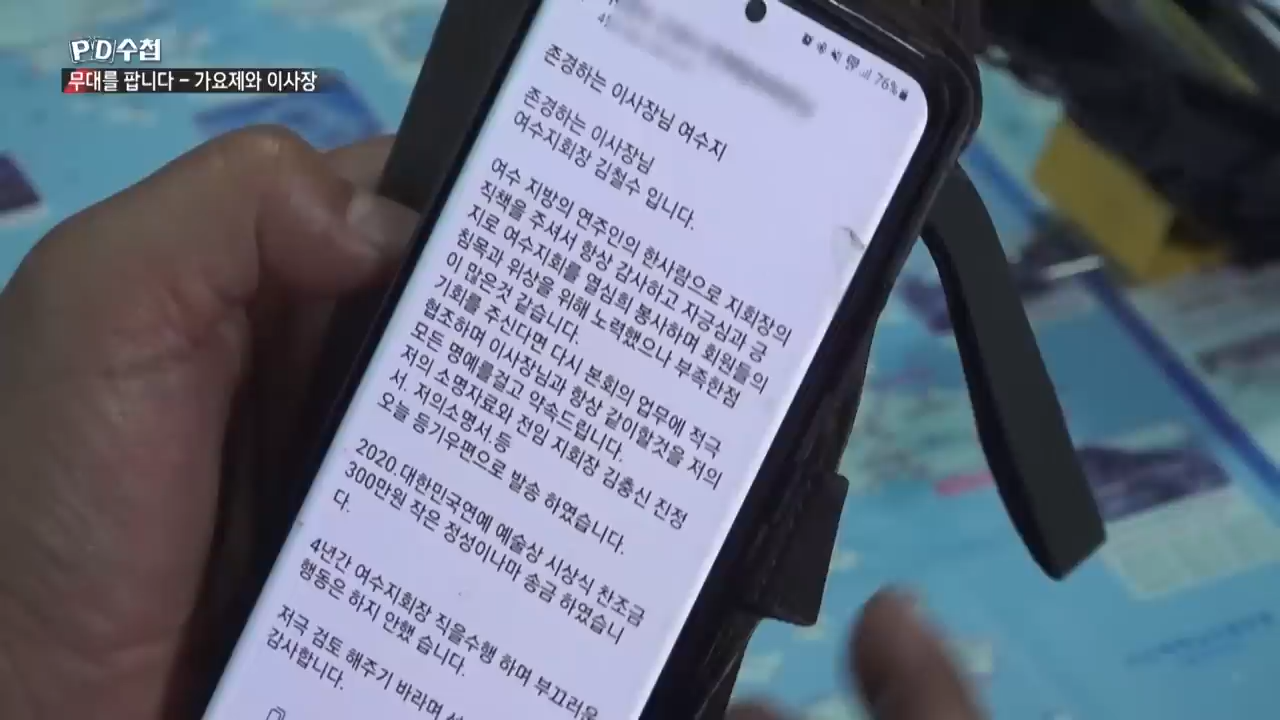 PD수첩
무대를 팝니다 - 가요제와 이사장
76%
존경하는 이사장님 여수지
존경하는 이사장님
여수지회장 김철수 입니다.
여수 지방의 연주인의 한사람으로 지회장의
직책을 주셔서 항상 감사하고 자긍심과 긍
지로 여수지회를 열심희 봉사하며 회원들의
침목과 위상을 위해 노력했으나 부족한점
이 많은것 같습니다.
기회를 주신다면 다시 본회의 업무에 적극
협조하며 이사장님과 항상 같이할것을 저의
모든 명예를걸고 약속드립니다.
저의 소명자료와 전임 지회장 김충신 진정
서. 저의소명서.등
오늘 등기우편으로 발송 하였습니다.
2020.대한민국연예 예술상 시상식 찬조금
300만원 작은 정성이나마 송금 하였습니
다.
4년간 여수지회장 직을수행 하며 부끄러운
행동은 하지 안했 습니다.
저극 검토 해주기 바라며
감사합니다.